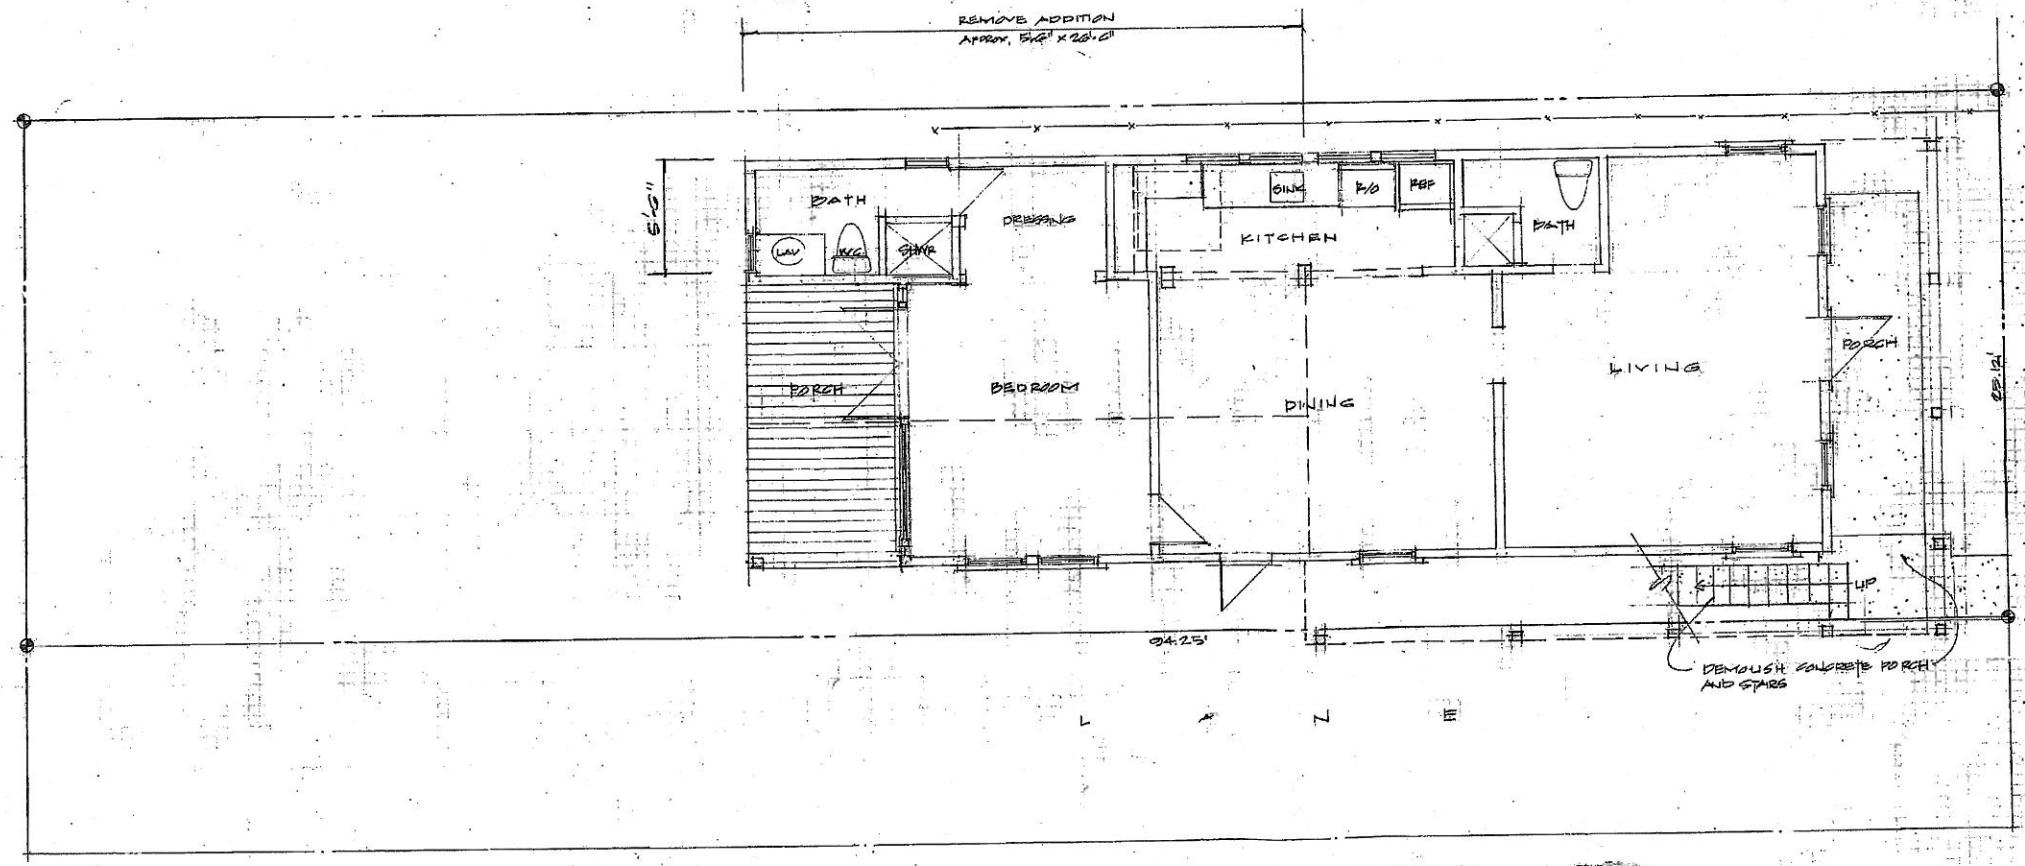 REMOVE ADDITION
APPROX. 5'-6" X 26'-6"
5'-6"
BATH
DRESSING
SINK
R/O
REF
KITCHEN
BATH
LAV
W.C.
SHWR
PORCH
LIVING
PORCH
BEDROOM
DINING
25.12'
UP
94.25'
DEMOLISH CONCRETE PORCH
AND STAIRS
LANE